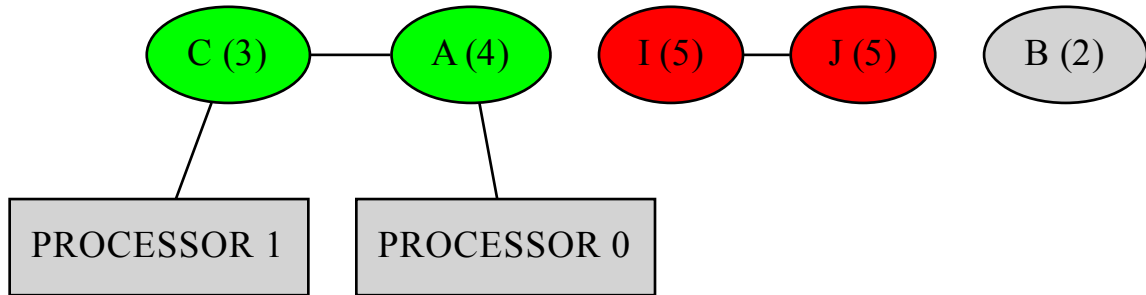 C (3)
A (4)
I (5)
J (5)
B (2)
PROCESSOR 1
PROCESSOR 0